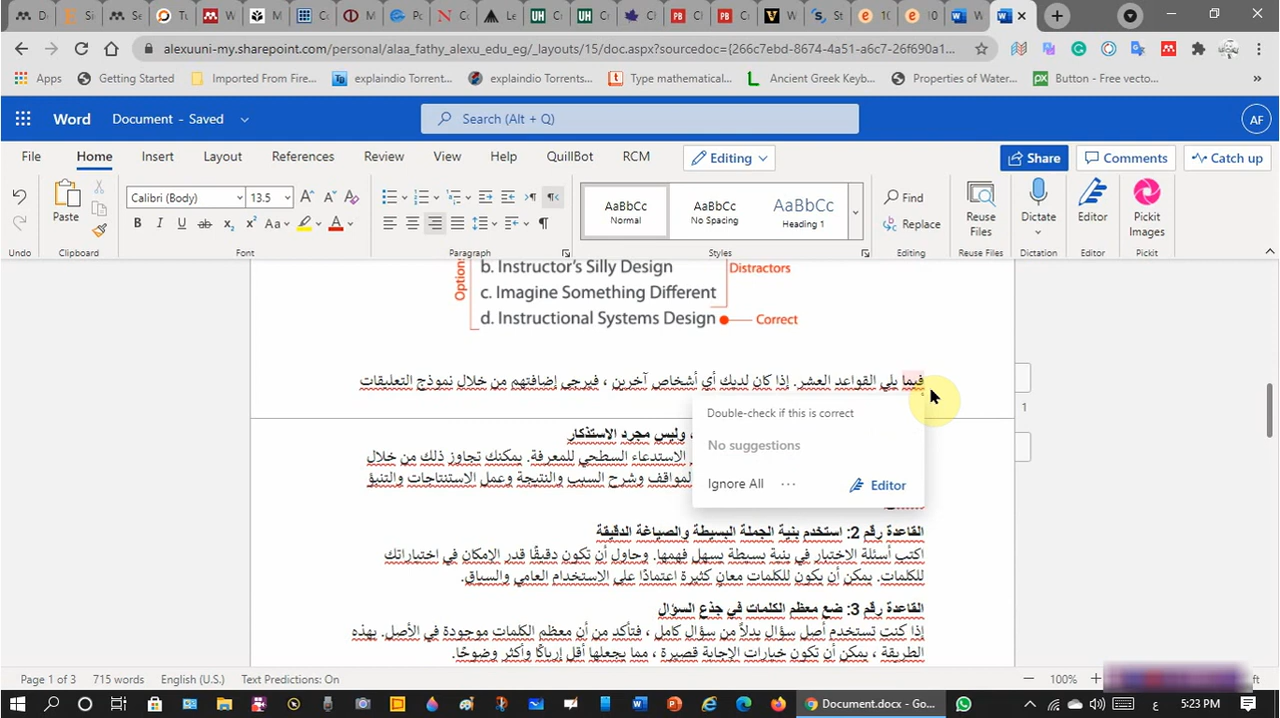 alexuuni-my.sharepoint.com/personal/alaa_fathy_alexu_edu_eg/_layouts/15/doc.aspx?sourcedoc={266c7ebd-8674-4a51-a6c7-26f690a1...
Apps Getting Started Imported From Fire... explaindio Torrent... explaindio Torrents... Type mathematical... Ancient Greek Keyb... Properties of Water... Button - Free vecto... »
Word Document - Saved Search (Alt + Q) AF
File Home Insert Layout References Review View Help QuillBot RCM Editing Share Comments Catch up
Paste Calibri (Body) 13.5 AaBbCc Normal AaBbCc No Spacing AaBbCc Heading 1 Find Replace Reuse Files Dictate Editor Pickit Images
Clipboard Font Paragraph Styles Editing Reuse Files Dictation Editor Pickit
Options
b. Instructor's Silly Design
Distractors
c. Imagine Something Different
d. Instructional Systems Design
Correct
فيما يلي القواعد العشر. إذا كان لديك أي أشخاص آخرين ، فيرجى إضافتهم من خلال نموذج التعليقات
1
Double-check if this is correct
No suggestions
Ignore All ... Editor
، وليس مجرد الاستذكار
الاستدعاء السطحي للمعرفة. يمكنك تجاوز ذلك من خلال
المواقف وشرح السبب والنتيجة وعمل الاستنتاجات والتنبؤ
القاعدة رقم 2: استخدم بنية الجملة البسيطة والصياغة الدقيقة
اكتب أسئلة الاختبار في بنية بسيطة يسهل فهمها. وحاول أن تكون دقيقًا قدر الإمكان في اختياراتك
للكلمات. يمكن أن يكون للكلمات معانٍ كثيرة اعتمادًا على الاستخدام العامي والسياق.
القاعدة رقم 3: ضع معظم الكلمات في جذع السؤال
إذا كنت تستخدم أصل سؤال بدلاً من سؤال كامل ، فتأكد من أن معظم الكلمات موجودة في الأصل. بهذه
الطريقة ، يمكن أن تكون خيارات الإجابة قصيرة ، مما يجعلها أقل إرباكًا وأكثر وضوحًا.
Page 1 of 3 715 words English (U.S.) Text Predictions: On 100% ft
Document.docx - Go... ع 5:23 PM